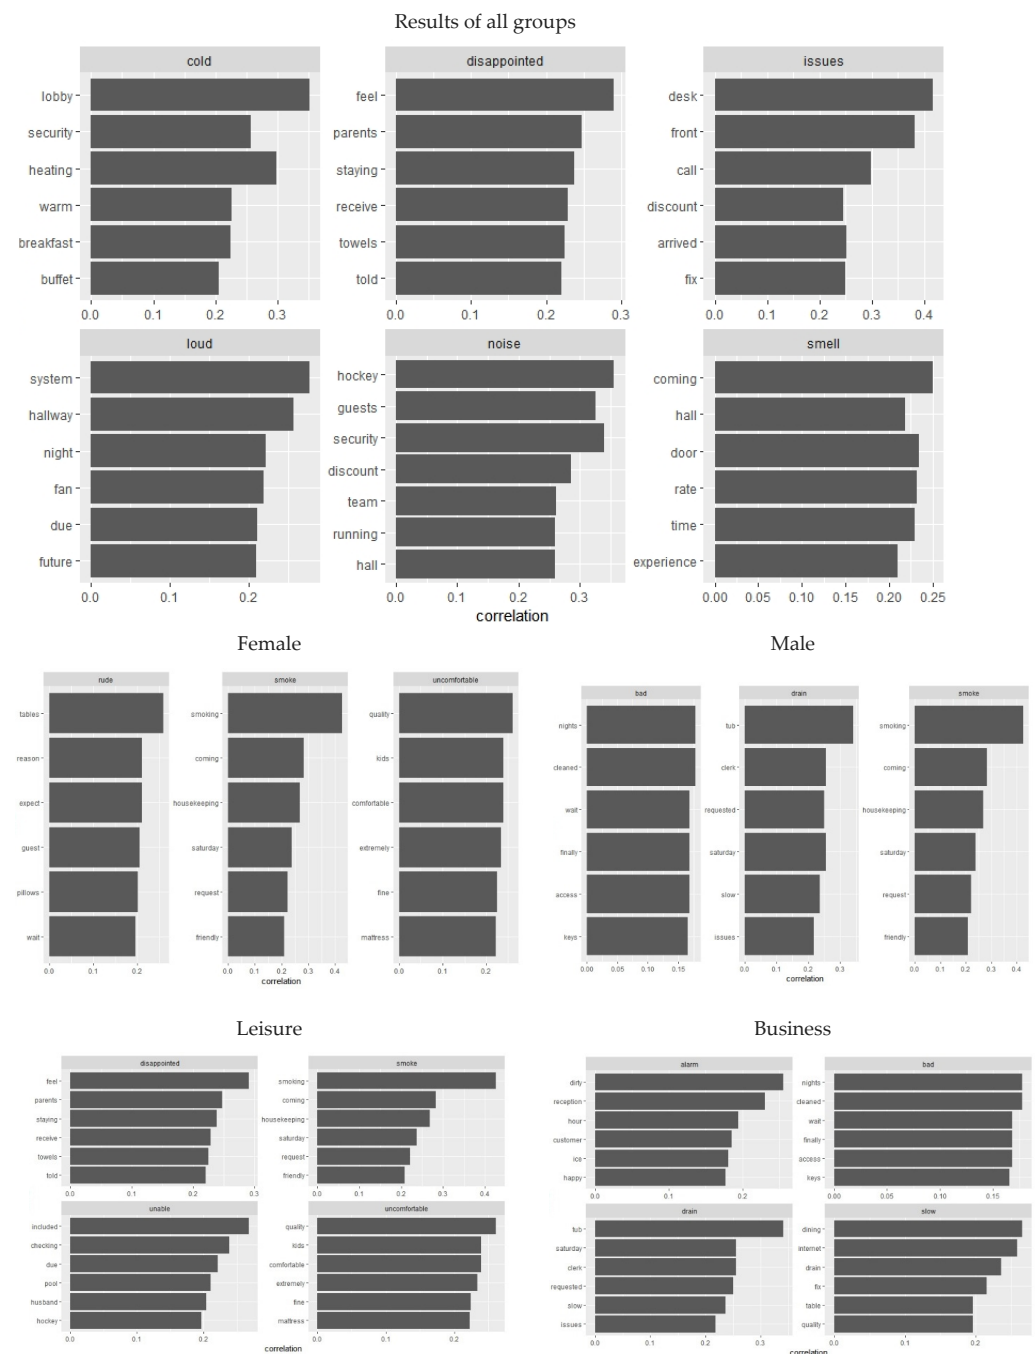 Results of all groups
cold
disappointed
issues
lobby
security
heating
warm
breakfast
buffet
0.0 0.1 0.2 0.3
feel
parents
staying
receive
towels
told
0.0 0.1 0.2 0.3
desk
front
call
discount
arrived
fix
0.0 0.1 0.2 0.3 0.4
loud
noise
smell
system
hallway
night
fan
due
future
0.0 0.1 0.2
hockey
guests
security
discount
team
running
hall
0.0 0.1 0.2 0.3
coming
hall
door
rate
time
experience
0.00 0.05 0.10 0.15 0.20 0.25
correlation
Female
rude
smoke
uncomfortable
tables
reason
expect
guest
pillows
wait
0.0 0.1 0.2
smoking
coming
housekeeping
saturday
request
friendly
0.0 0.1 0.2 0.3 0.4
quality
kids
comfortable
extremely
fine
mattress
0.0 0.1 0.2
correlation
Male
bad
drain
smoke
nights
cleaned
wait
finally
access
keys
0.00 0.05 0.10 0.15
tub
clerk
requested
saturday
slow
issues
0.0 0.1 0.2 0.3
smoking
coming
housekeeping
saturday
request
friendly
0.0 0.1 0.2 0.3 0.4
correlation
Leisure
disappointed
smoke
feel
parents
staying
receive
towels
told
0.0 0.1 0.2 0.3
smoking
coming
housekeeping
saturday
request
friendly
0.0 0.1 0.2 0.3 0.4
unable
uncomfortable
included
checking
due
pool
husband
hockey
0.0 0.1 0.2
quality
kids
comfortable
extremely
fine
mattress
0.0 0.1 0.2
correlation
Business
alarm
bad
dirty
reception
hour
customer
ice
happy
0.0 0.1 0.2
nights
cleaned
wait
finally
access
keys
0.00 0.05 0.10 0.15
drain
slow
tub
saturday
clerk
requested
slow
issues
0.0 0.1 0.2 0.3
dining
internet
drain
fix
table
quality
0.0 0.1 0.2
correlation